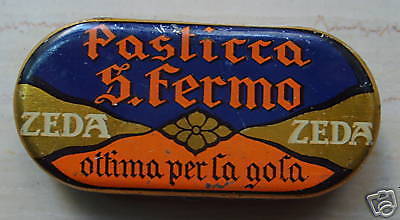 Pasticca
S. Fermo
ZEDA ZEDA
ottima per la gola